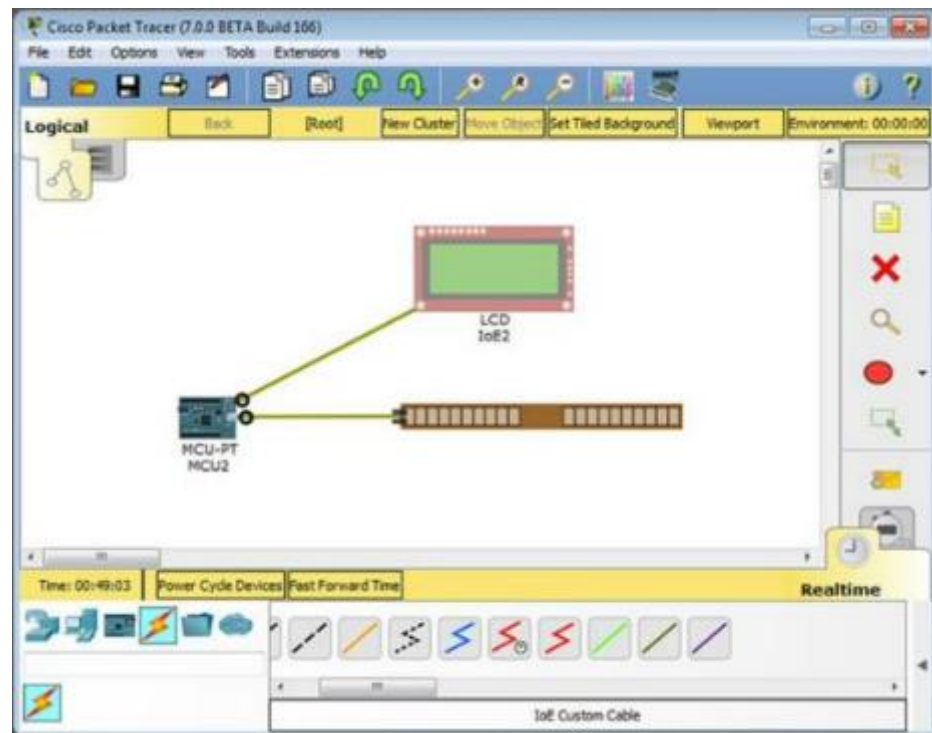 Cisco Packet Tracer (7.0.0 BETA Build 166)
File Edit Options View Tools Extensions Help
Logical Back [Root] New Cluster Move Object Set Tiled Background Viewport Environment: 00:00:00
LCD
IoE2
MCU-PT
MCU2
Time: 00:49:03 Power Cycle Devices Fast Forward Time Realtime
IoE Custom Cable